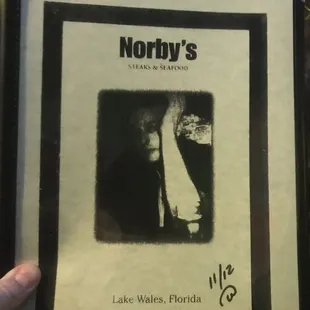 Norby's
STEAKS & SEAFOOD
11/12
Lake Wales, Florida